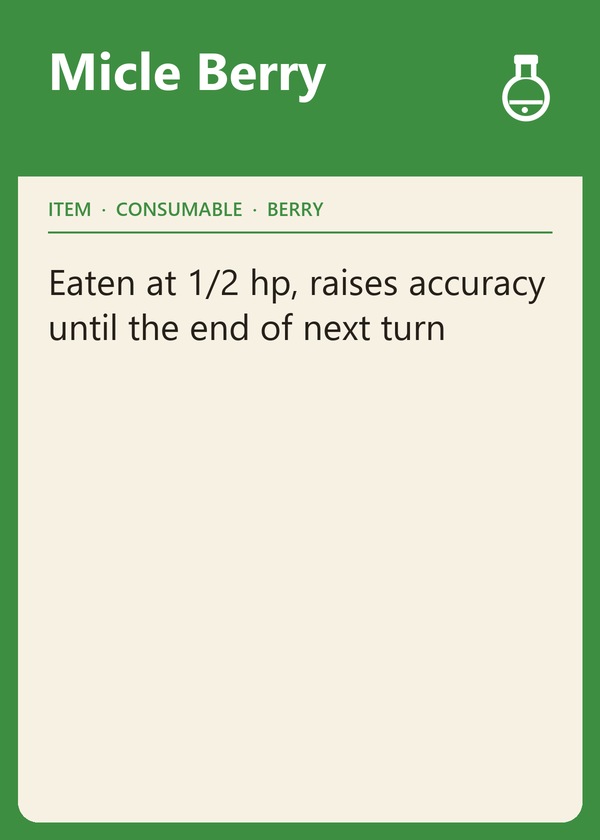 Micle Berry
ITEM · CONSUMABLE · BERRY
Eaten at 1/2 hp, raises accuracy
until the end of next turn